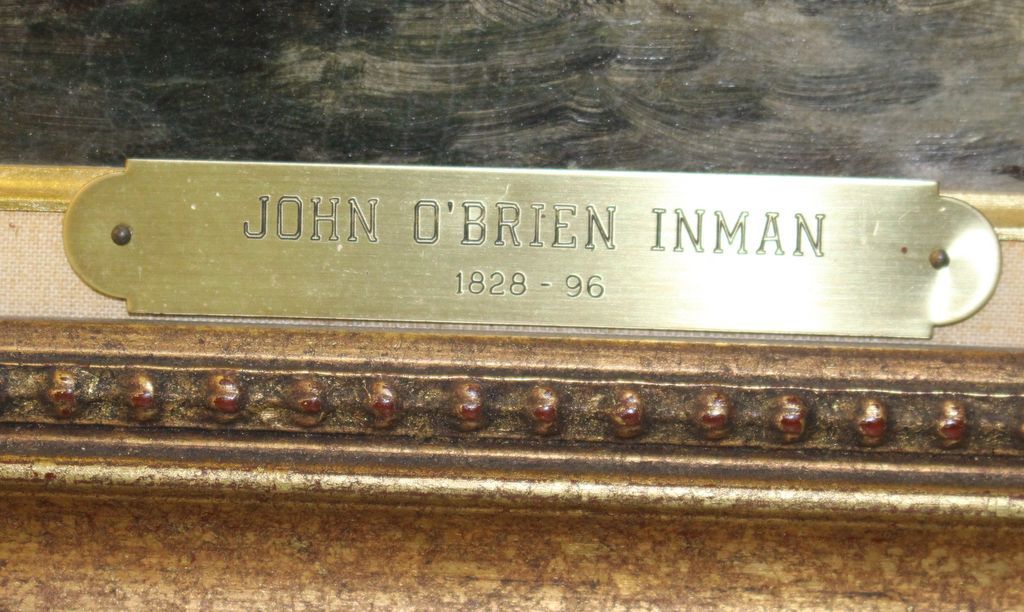 JOHN O'BRIEN INMAN
1828 - 96